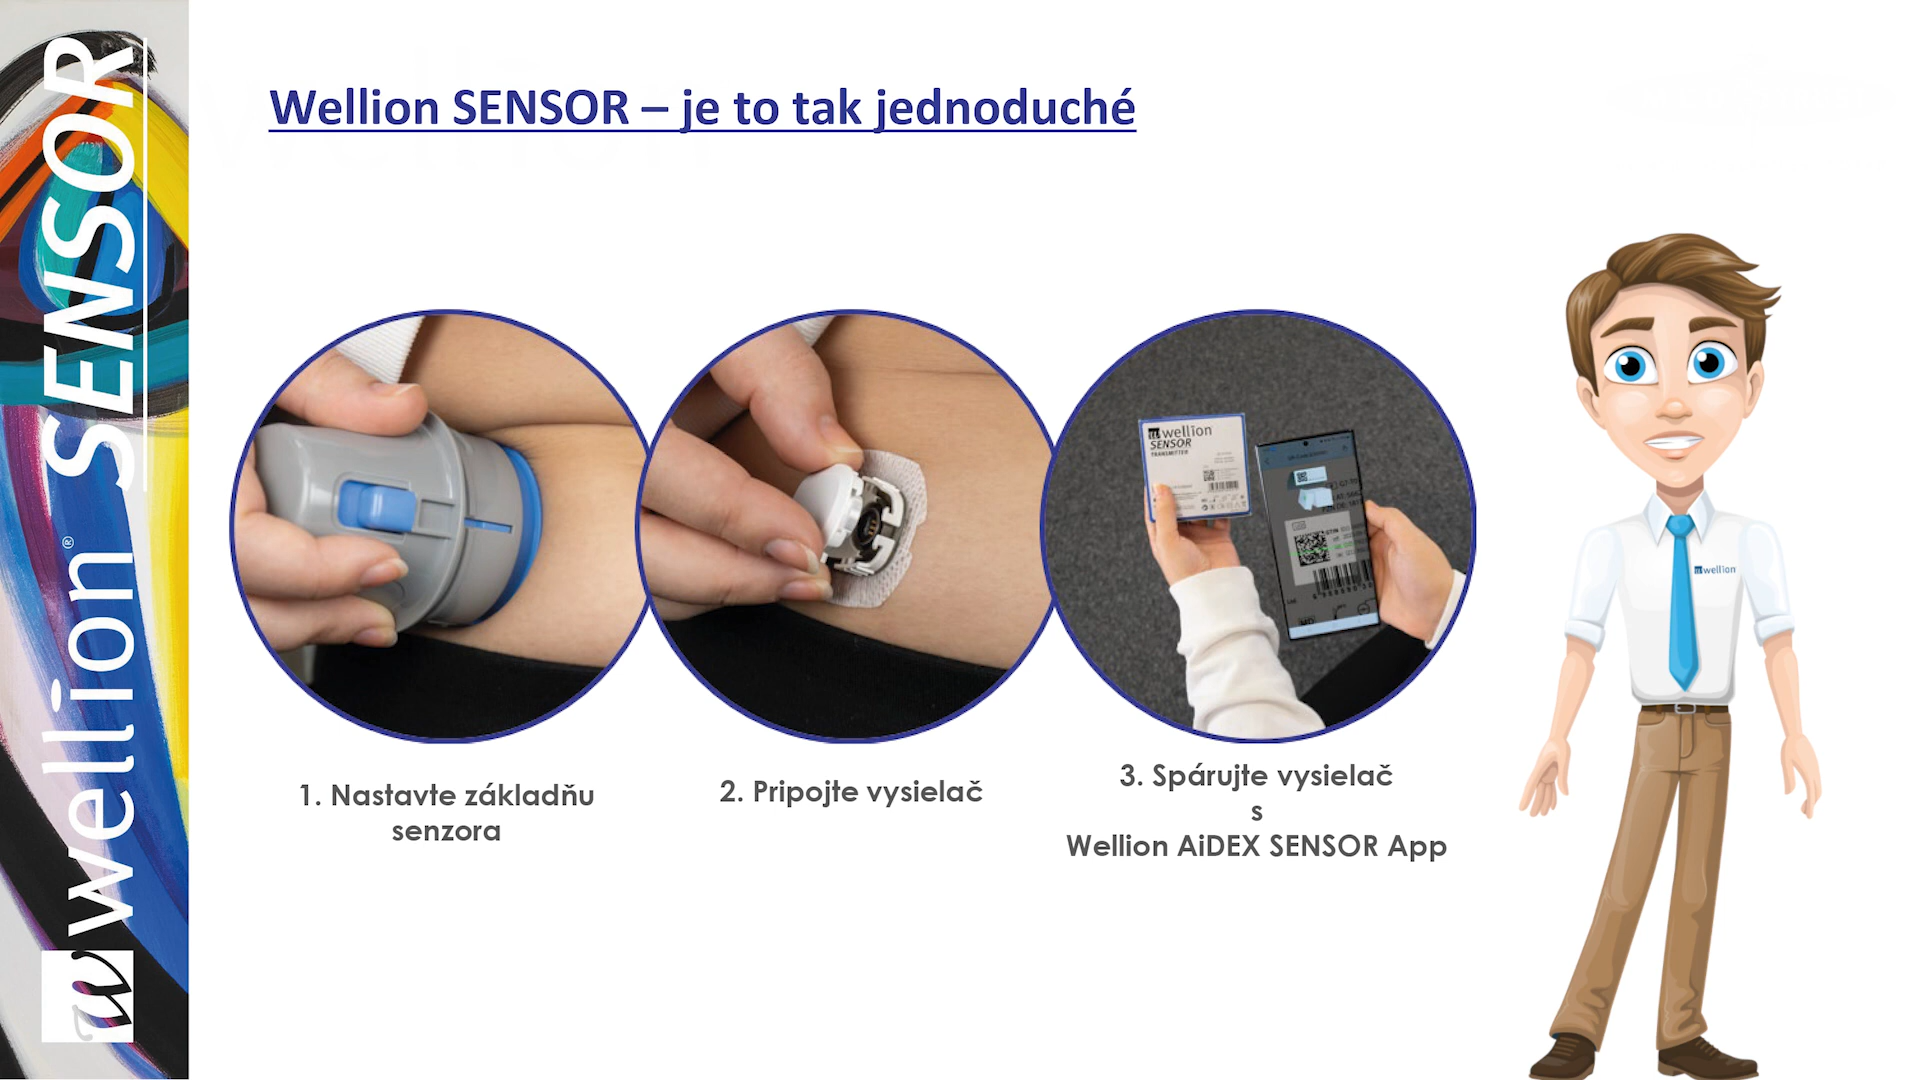 Wellion SENSOR – je to tak jednoduché
wellion® SENSOR
wellion
SENSOR
TRANSMITTER
wellion
1. Nastavte základňu
senzora
2. Pripojte vysielač
3. Spárujte vysielač
s
Wellion AiDEX SENSOR App